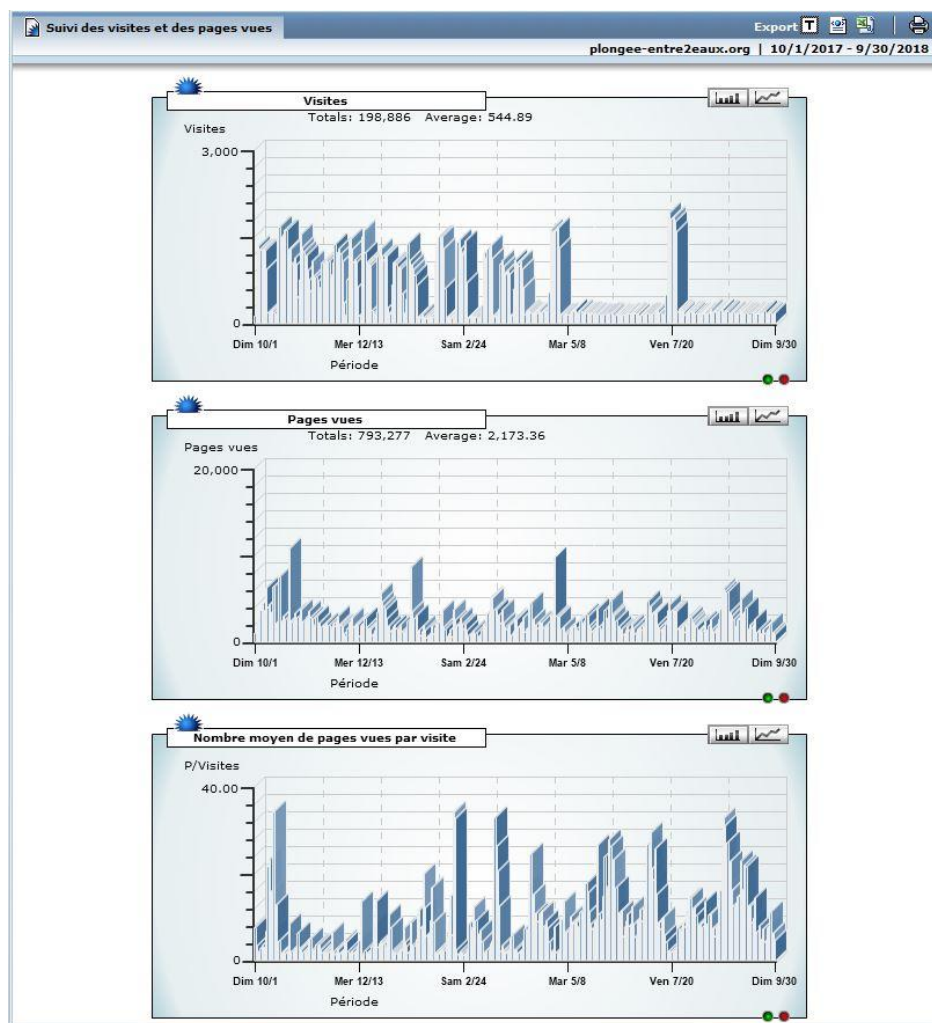 Suivi des visites et des pages vues
Export T
plongee-entre2eaux.org | 10/1/2017 - 9/30/2018
Visites
Totals: 198,886 Average: 544.89
Visites
3,000
0
Dim 10/1 Mer 12/13 Sam 2/24 Mar 5/8 Ven 7/20 Dim 9/30
Période
Pages vues
Totals: 793,277 Average: 2,173.36
Pages vues
20,000
0
Dim 10/1 Mer 12/13 Sam 2/24 Mar 5/8 Ven 7/20 Dim 9/30
Période
Nombre moyen de pages vues par visite
P/Visites
40.00
0
Dim 10/1 Mer 12/13 Sam 2/24 Mar 5/8 Ven 7/20 Dim 9/30
Période